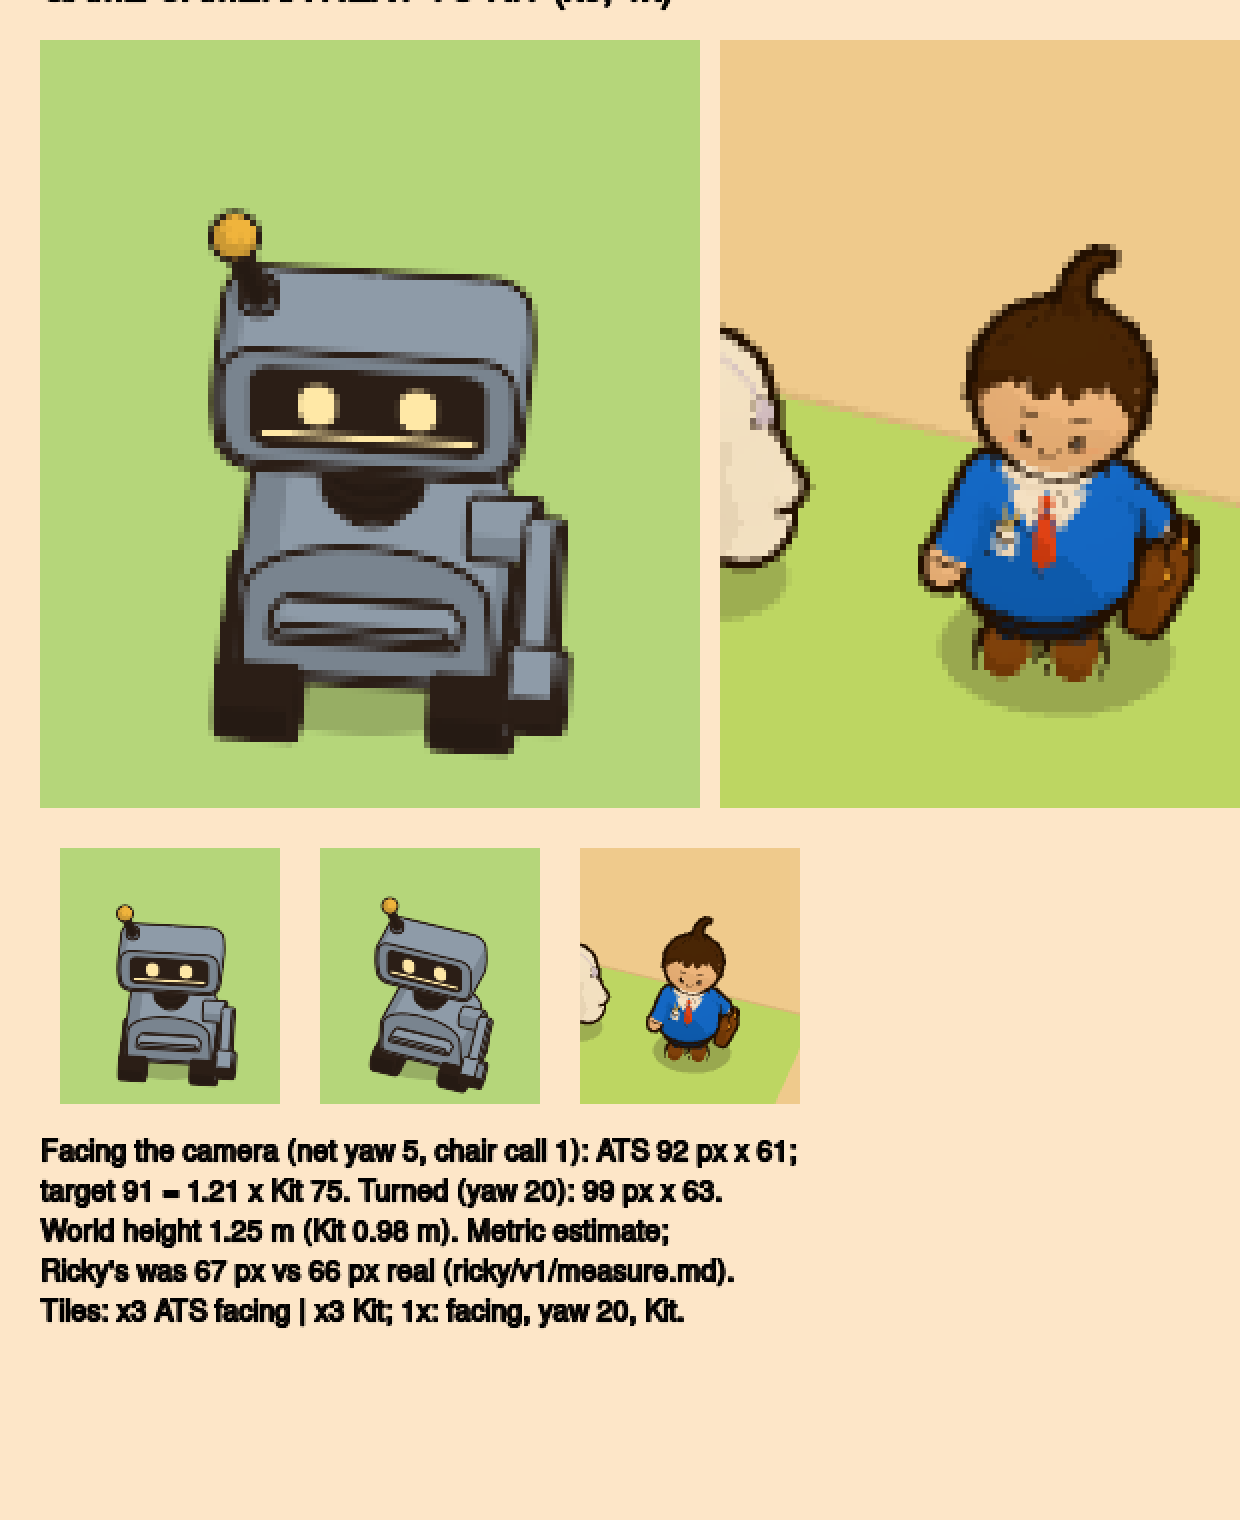 Facing the camera (net yaw 5, chair call 1): ATS 92 px x 61;
target 91 = 1.21 x Kit 75. Turned (yaw 20): 99 px x 63.
World height 1.25 m (Kit 0.98 m). Metric estimate;
Ricky's was 67 px vs 66 px real (ricky/v1/measure.md).
Tiles: x3 ATS facing | x3 Kit; 1x: facing, yaw 20, Kit.